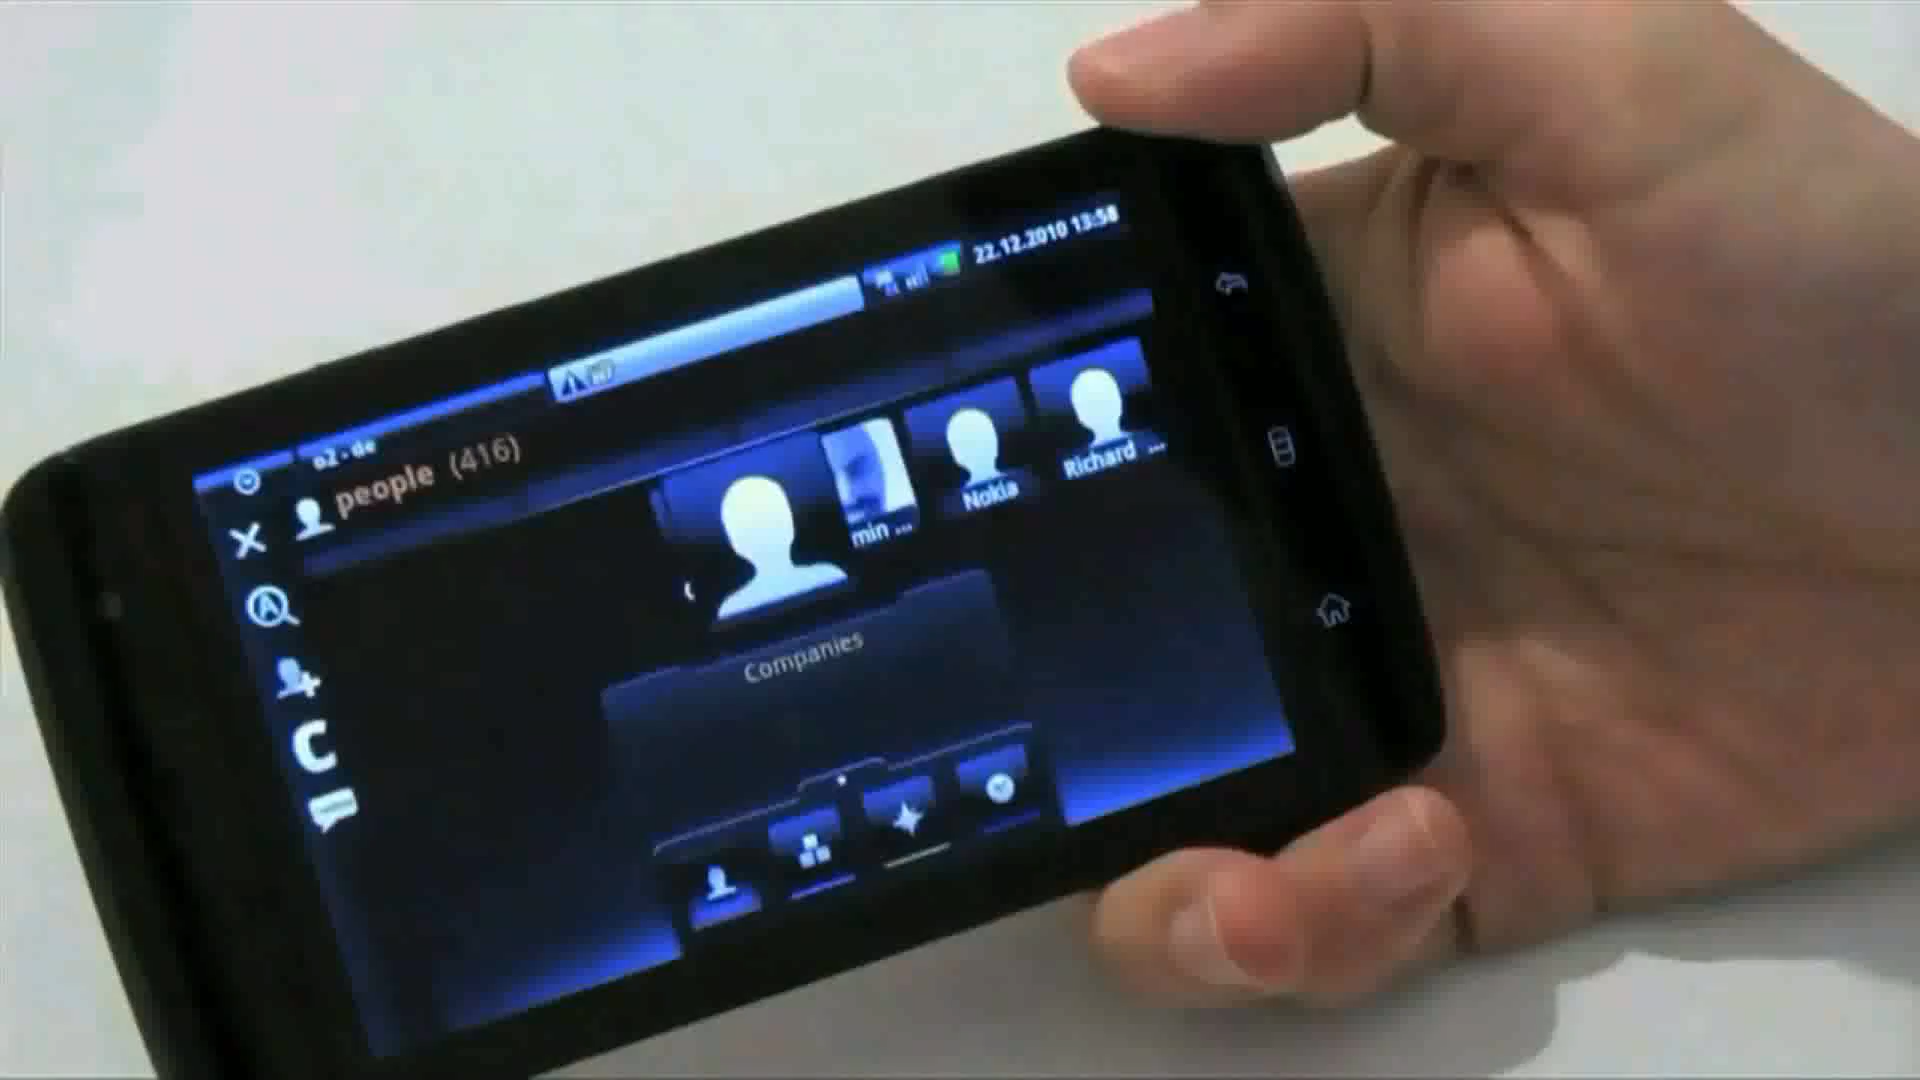 22.12.2010 13:58
o2 - de
people (416)
min ...
Nokia
Richard ...
Companies
A
C